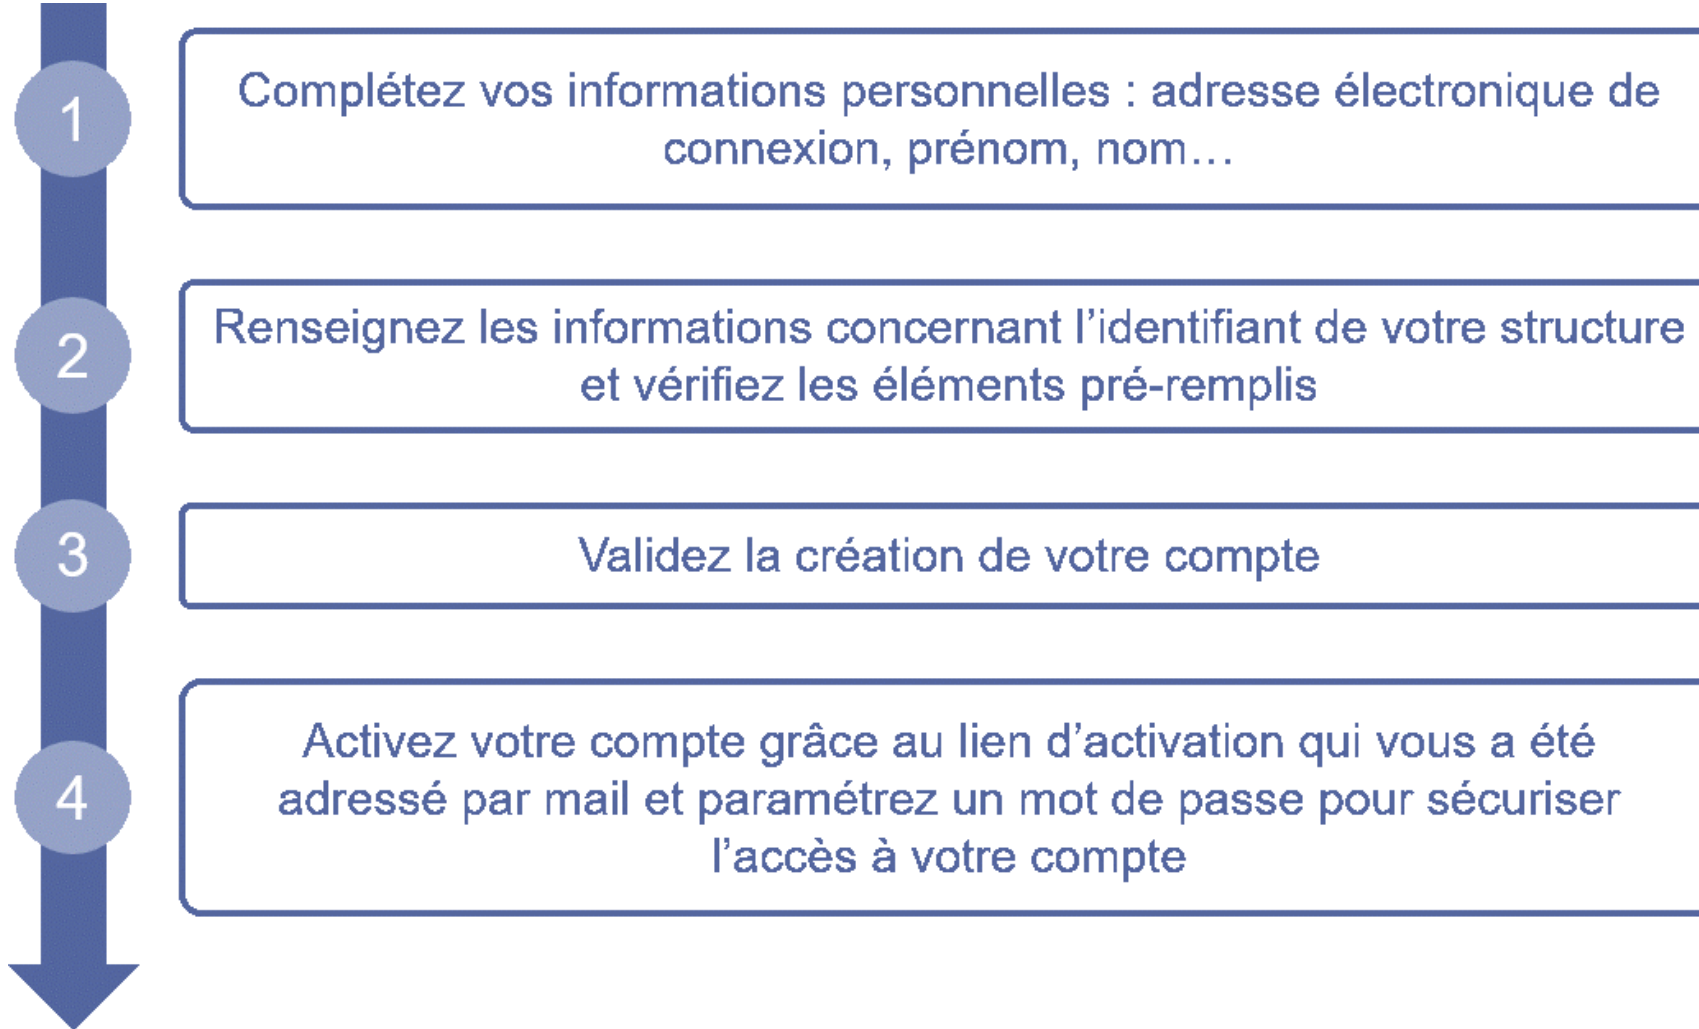 1
Complétez vos informations personnelles : adresse électronique de
connexion, prénom, nom…
2
Renseignez les informations concernant l’identifiant de votre structure
et vérifiez les éléments pré-remplis
3
Validez la création de votre compte
4
Activez votre compte grâce au lien d’activation qui vous a été
adressé par mail et paramétrez un mot de passe pour sécuriser
l’accès à votre compte